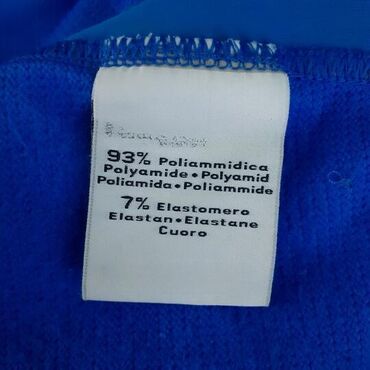 93% Poliammidica
Polyamide • Polyamid
Poliamida • Poliammide
7% Elastomero
Elastan • Elastane
Cuoro